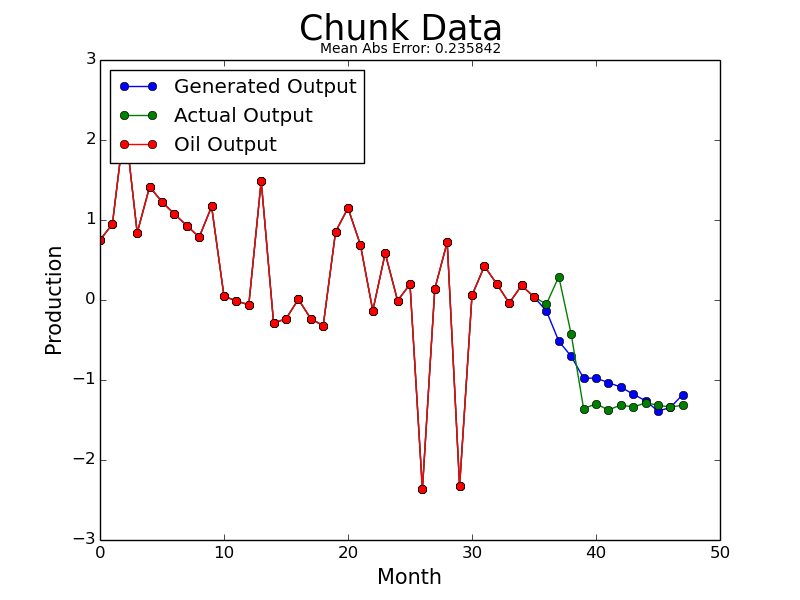 Chunk Data
Mean Abs Error: 0.235842
Generated Output
Actual Output
Oil Output
3
2
1
0
−1
−2
−3
Production
0 10 20 30 40 50
Month